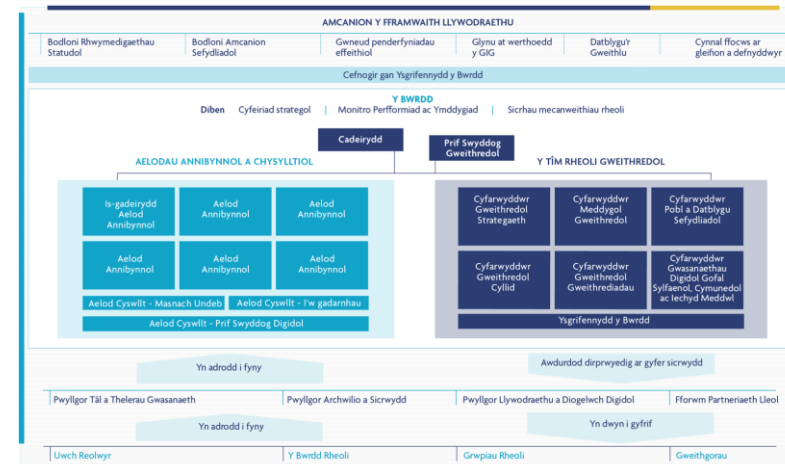 AMCANION Y FFRAMWAITH LLYWODRAETHU
Bodloni Rhwymedigaethau
Statudol
Bodloni Amcanion
Sefydliadol
Gwneud penderfyniadau
effeithiol
Glynu at werthoedd
y GIG
Datblygu'r
Gweithlu
Cynnal ffocws ar
gleifion a defnyddwyr
Cefnogir gan Ysgrifennydd y Bwrdd
Y BWRDD
Diben Cyfeiriad strategol | Monitro Perfformiad ac Ymddygiad | Sicrhau mecanweithiau rheoli
Cadeirydd
Prif Swyddog
Gweithredol
AELODAU ANNIBYNNOL A CHYSYLLTIOL
Y TÎM RHEOLI GWEITHREDOL
Is-gadeirydd
Aelod
Annibynnol
Aelod
Annibynnol
Aelod
Annibynnol
Aelod
Annibynnol
Aelod
Annibynnol
Aelod
Annibynnol
Aelod Cyswllt - Masnach Undeb
Aelod Cyswllt - I'w gadarnhau
Aelod Cyswllt - Prif Swyddog Digidol
Cyfarwyddwr
Gweithredol
Strategaeth
Cyfarwyddwr
Meddygol
Gweithredol
Cyfarwyddwr
Pobl a Datblygu
Sefydliadol
Cyfarwyddwr
Gweithredol
Cyllid
Cyfarwyddwr
Gweithredol
Gweithrediadau
Cyfarwyddwr
Gwasanaethau
Digidol Gofal
Sylfaenol, Cymunedol
ac Iechyd Meddwl
Ysgrifennydd y Bwrdd
Yn adrodd i fyny
Awdurdod dirprwyedig ar gyfer sicrwydd
Pwyllgor Tâl a Thelerau Gwasanaeth
Pwyllgor Archwilio a Sicrwydd
Pwyllgor Llywodraethu a Diogelwch Digidol
Fforwm Partneriaeth Lleol
Yn adrodd i fyny
Yn dwyn i gyfrif
Uwch Reolwyr
Y Bwrdd Rheoli
Grwpiau Rheoli
Gweithgorau